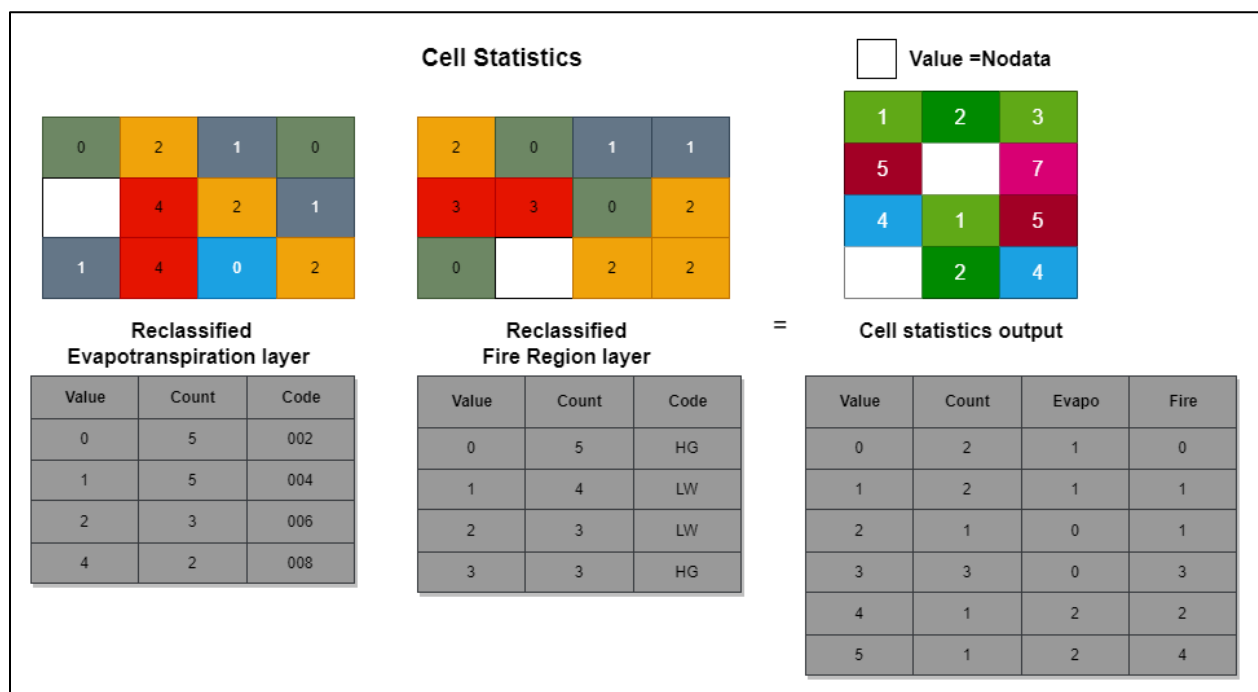 Cell Statistics
Value =Nodata
0 2 1 0
4 2 1
1 4 0 2
2 0 1 1
3 3 0 2
0 2 2
1 2 3
5 7
4 1 5
2 4
Reclassified
Evapotranspiration layer
Reclassified
Fire Region layer
=
Cell statistics output
Value Count Code
0 5 002
1 5 004
2 3 006
4 2 008
Value Count Code
0 5 HG
1 4 LW
2 3 LW
3 3 HG
Value Count Evapo Fire
0 2 1 0
1 2 1 1
2 1 0 1
3 3 0 3
4 1 2 2
5 1 2 4